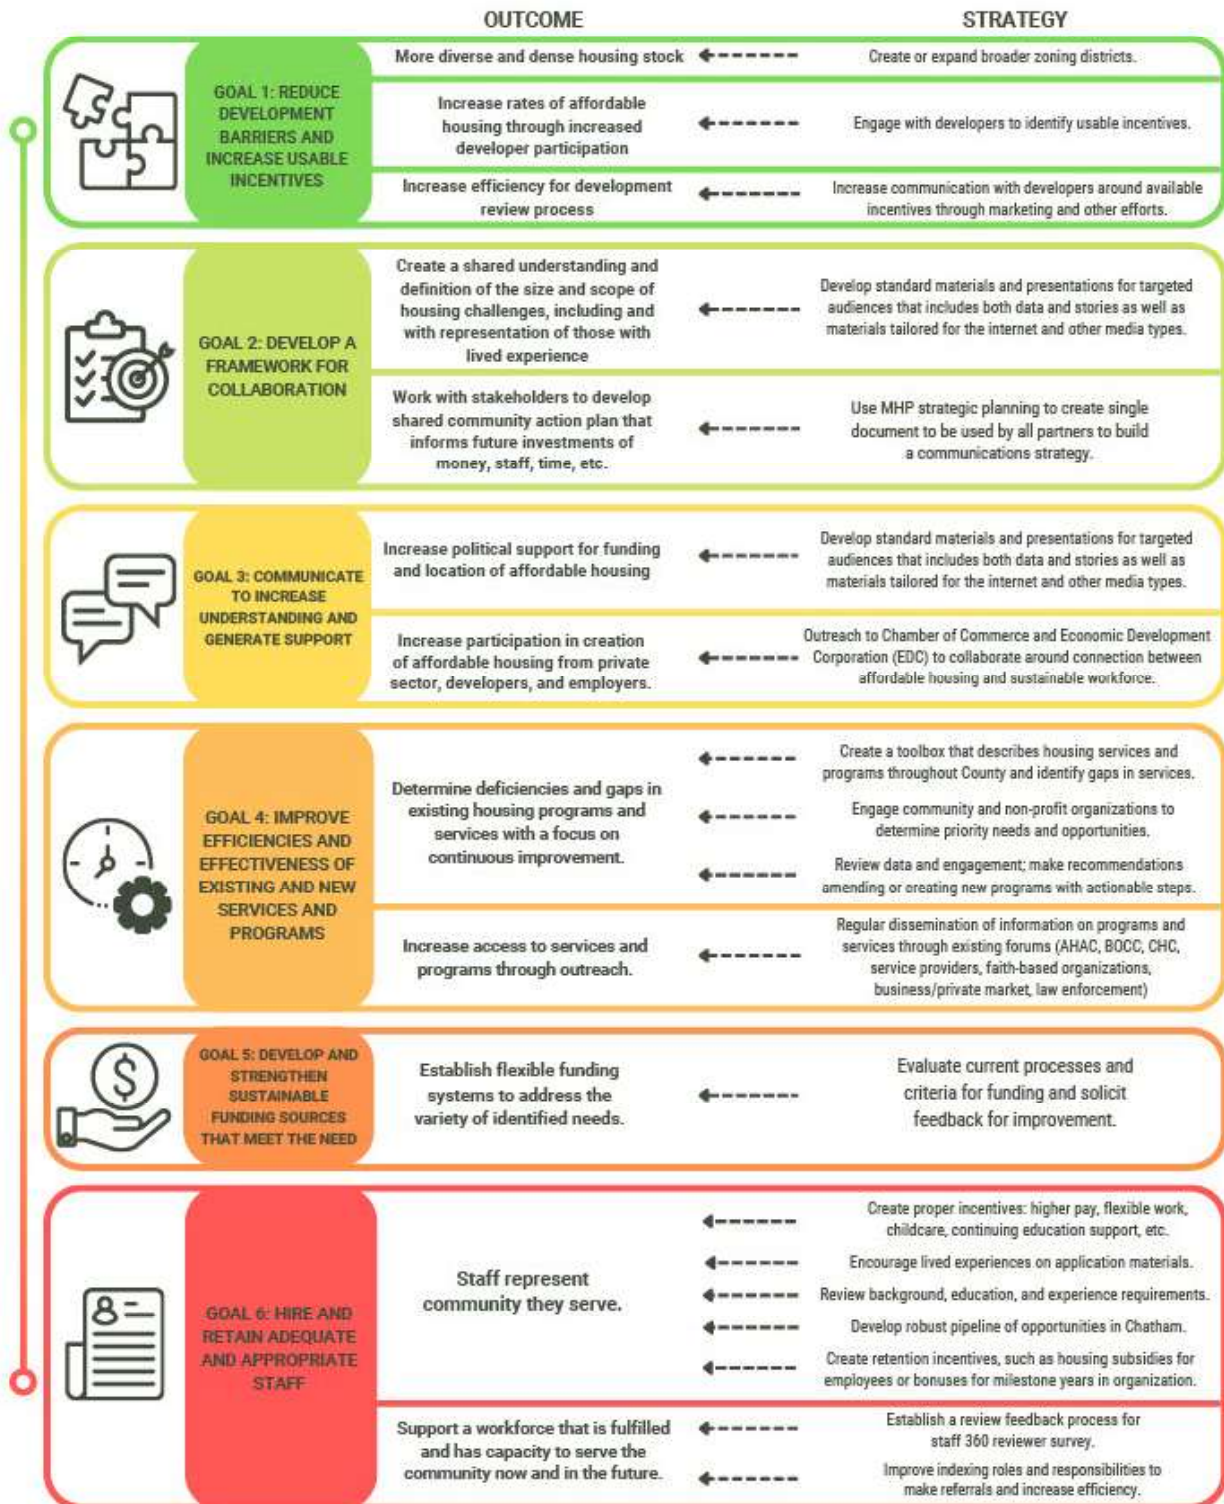 OUTCOME
STRATEGY
GOAL 1: REDUCE
DEVELOPMENT
BARRIERS AND
INCREASE USABLE
INCENTIVES
More diverse and dense housing stock
Create or expand broader zoning districts.
Increase rates of affordable
housing through increased
developer participation
Engage with developers to identify usable incentives.
Increase efficiency for development
review process
Increase communication with developers around available
incentives through marketing and other efforts.
GOAL 2: DEVELOP A
FRAMEWORK FOR
COLLABORATION
Create a shared understanding and
definition of the size and scope of
housing challenges, including and
with representation of those with
lived experience
Develop standard materials and presentations for targeted
audiences that includes both data and stories as well as
materials tailored for the internet and other media types.
Work with stakeholders to develop
shared community action plan that
informs future investments of
money, staff, time, etc.
Use MHP strategic planning to create single
document to be used by all partners to build
a communications strategy.
GOAL 3: COMMUNICATE
TO INCREASE
UNDERSTANDING AND
GENERATE SUPPORT
Increase political support for funding
and location of affordable housing
Develop standard materials and presentations for targeted
audiences that includes both data and stories as well as
materials tailored for the internet and other media types.
Increase participation in creation
of affordable housing from private
sector, developers, and employers.
Outreach to Chamber of Commerce and Economic Development
Corporation (EDC) to collaborate around connection between
affordable housing and sustainable workforce.
GOAL 4: IMPROVE
EFFICIENCIES AND
EFFECTIVENESS OF
EXISTING AND NEW
SERVICES AND
PROGRAMS
Determine deficiencies and gaps in
existing housing programs and
services with a focus on
continuous improvement.
Create a toolbox that describes housing services and
programs throughout County and identify gaps in services.
Engage community and non-profit organizations to
determine priority needs and opportunities.
Review data and engagement; make recommendations
amending or creating new programs with actionable steps.
Increase access to services and
programs through outreach.
Regular dissemination of information on programs and
services through existing forums (AHAC, BOCC, CHC,
service providers, faith-based organizations,
business/private market, law enforcement)
GOAL 5: DEVELOP AND
STRENGTHEN
SUSTAINABLE
FUNDING SOURCES
THAT MEET THE NEED
Establish flexible funding
systems to address the
variety of identified needs.
Evaluate current processes and
criteria for funding and solicit
feedback for improvement.
GOAL 6: HIRE AND
RETAIN ADEQUATE
AND APPROPRIATE
STAFF
Staff represent
community they serve.
Create proper incentives: higher pay, flexible work,
childcare, continuing education support, etc.
Encourage lived experiences on application materials.
Review background, education, and experience requirements.
Develop robust pipeline of opportunities in Chatham.
Create retention incentives, such as housing subsidies for
employees or bonuses for milestone years in organization.
Support a workforce that is fulfilled
and has capacity to serve the
community now and in the future.
Establish a review feedback process for
staff 360 reviewer survey.
Improve indexing roles and responsibilities to
make referrals and increase efficiency.